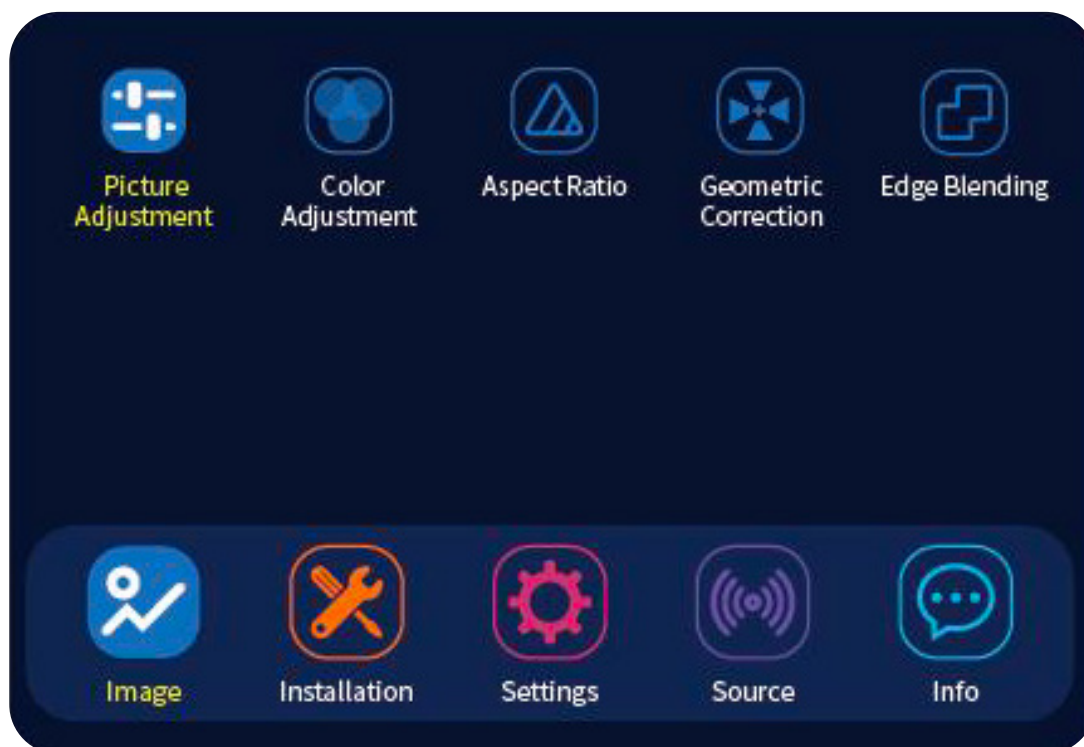 Picture
Adjustment
Color
Adjustment
Aspect Ratio
Geometric
Correction
Edge Blending
Image
Installation
Settings
Source
Info